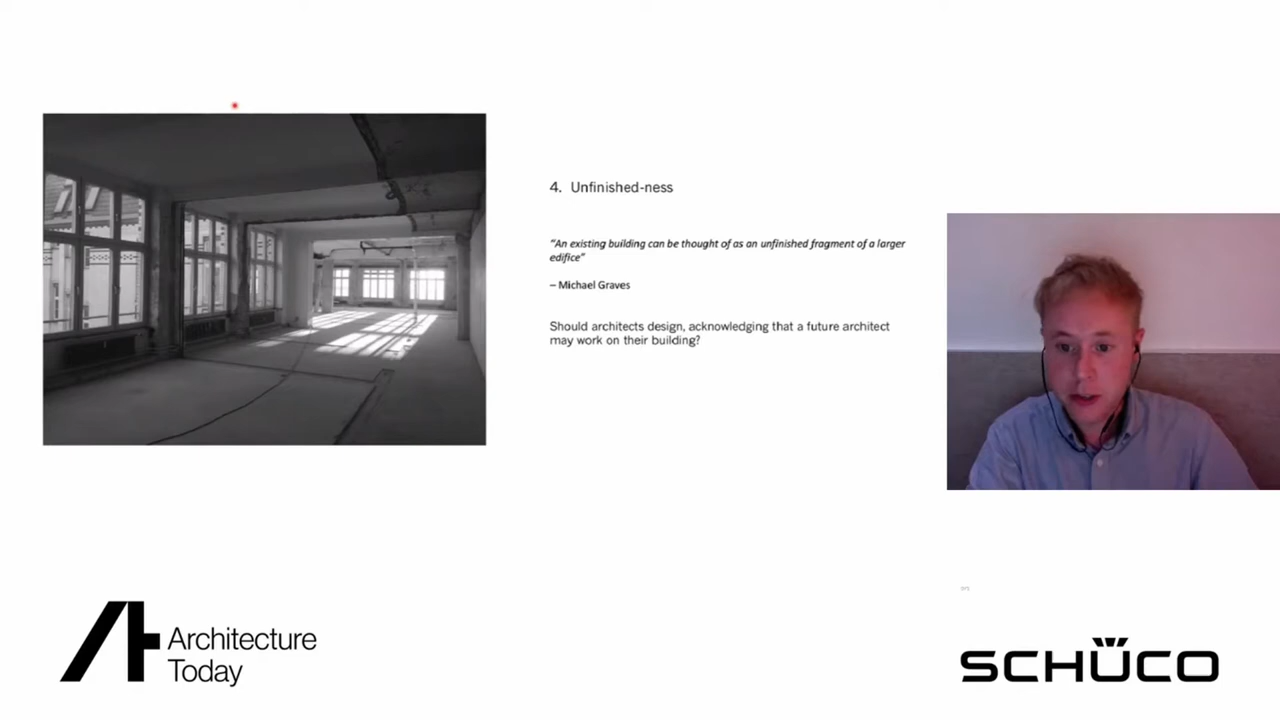 4. Unfinished-ness
“An existing building can be thought of as an unfinished fragment of a larger
edifice”
– Michael Graves
Should architects design, acknowledging that a future architect
may work on their building?
Architecture
Today
SCHÜCO